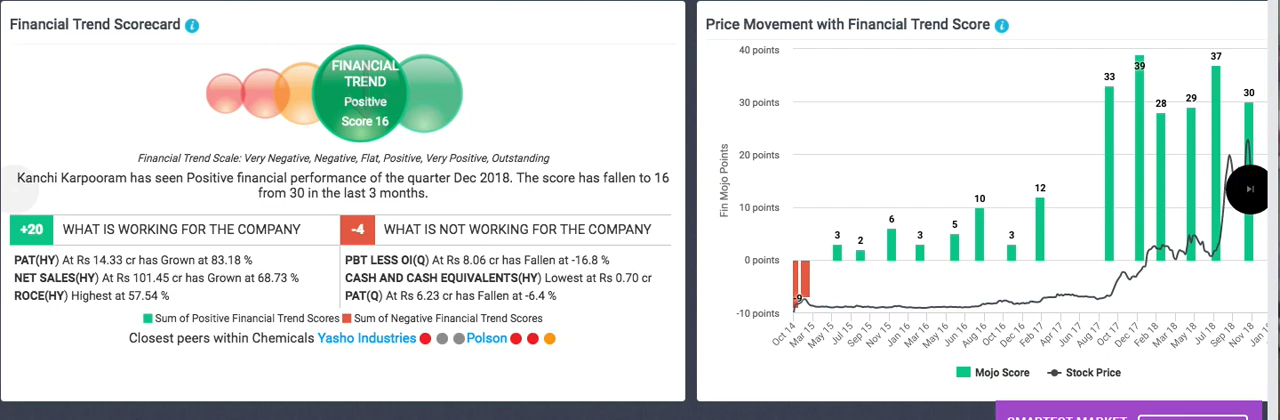 Financial Trend Scorecard i
FINANCIAL
TREND
Positive
Score 16
Financial Trend Scale: Very Negative, Negative, Flat, Positive, Very Positive, Outstanding
Kanchi Karpooram has seen Positive financial performance of the quarter Dec 2018. The score has fallen to 16
from 30 in the last 3 months.
+20 WHAT IS WORKING FOR THE COMPANY
PAT(HY) At Rs 14.33 cr has Grown at 83.18 %
NET SALES(HY) At Rs 101.45 cr has Grown at 68.73 %
ROCE(HY) Highest at 57.54 %
-4 WHAT IS NOT WORKING FOR THE COMPANY
PBT LESS OI(Q) At Rs 8.06 cr has Fallen at -16.8 %
CASH AND CASH EQUIVALENTS(HY) Lowest at Rs 0.70 cr
PAT(Q) At Rs 6.23 cr has Fallen at -6.4 %
Sum of Positive Financial Trend Scores Sum of Negative Financial Trend Scores
Closest peers within Chemicals Yasho Industries Polson
Price Movement with Financial Trend Score i
Fin Mojo Points
40 points
30 points
20 points
10 points
0 points
-10 points
-9 3 2 6 3 5 10 3 12 33 39 28 29 37 30
Oct 14 Mar 15 May 15 Jul 15 Sep 15 Nov 15 Jan 16 Mar 16 May 16 Jun 16 Aug 16 Oct 16 Dec 16 Feb 17 Apr 17 Jun 17 Aug 17 Oct 17 Dec 17 Feb 18 Mar 18 May 18 Jul 18 Sep 18 Nov 18
Mojo Score Stock Price